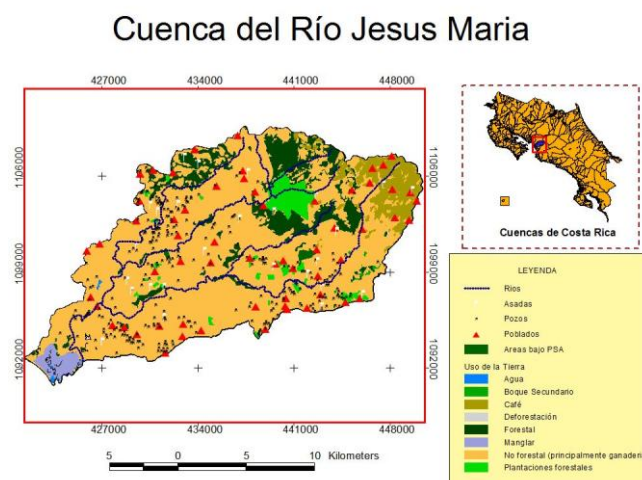 Cuenca del Río Jesus Maria
427000 434000 441000 448000
1106000 1106000
1099000 1099000
1092000 1092000
427000 434000 441000 448000
5 0 5 10 Kilometers
Cuencas de Costa Rica
LEYENDA
Rios
Asadas
Pozos
Poblados
Areas bajo PSA
Uso de la Tierra
Agua
Boque Secundario
Café
Deforestación
Forestal
Manglar
No forestal (principalmente ganaderi
Plantaciones forestales